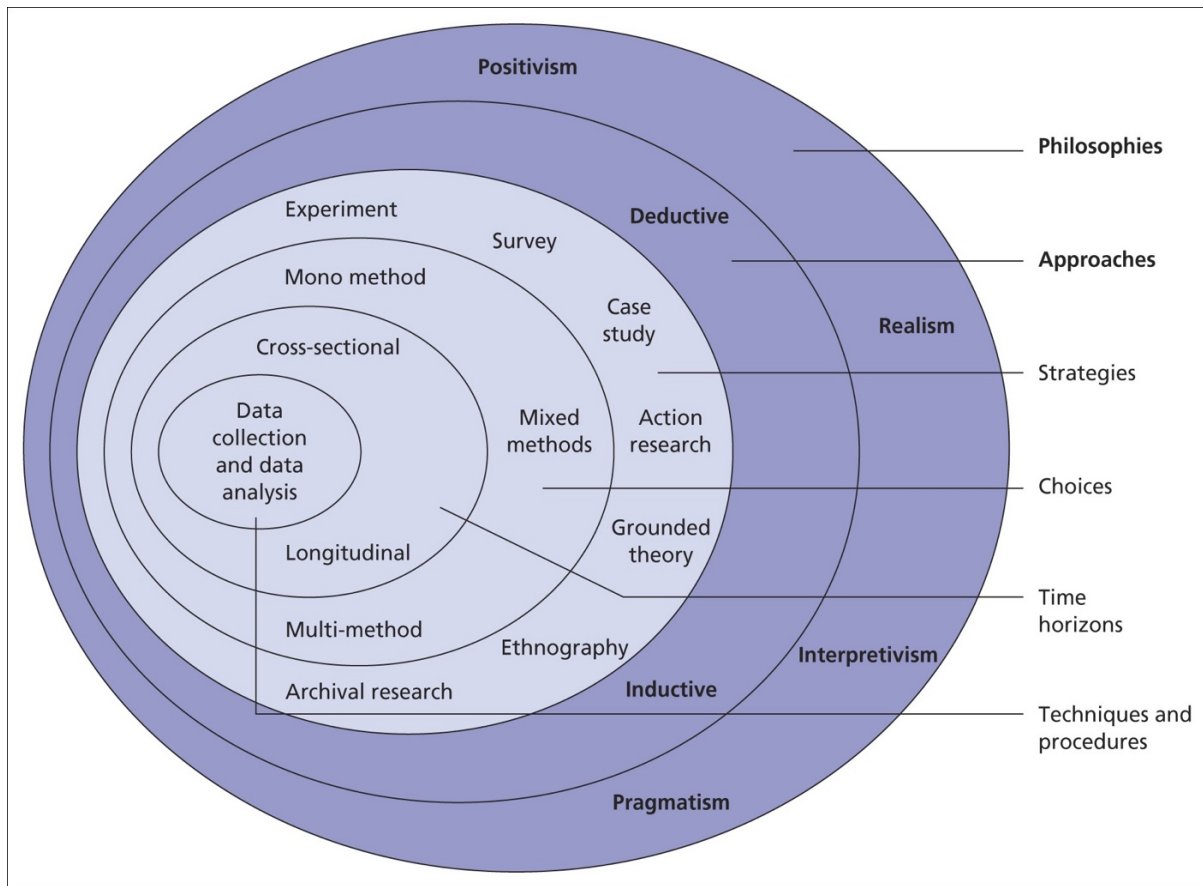 Positivism
Philosophies
Experiment
Deductive
Survey
Approaches
Mono method
Case
study
Realism
Cross-sectional
Strategies
Data
collection
and data
analysis
Mixed
methods
Action
research
Choices
Grounded
theory
Longitudinal
Time
horizons
Multi-method
Ethnography
Interpretivism
Archival research
Inductive
Techniques and
procedures
Pragmatism